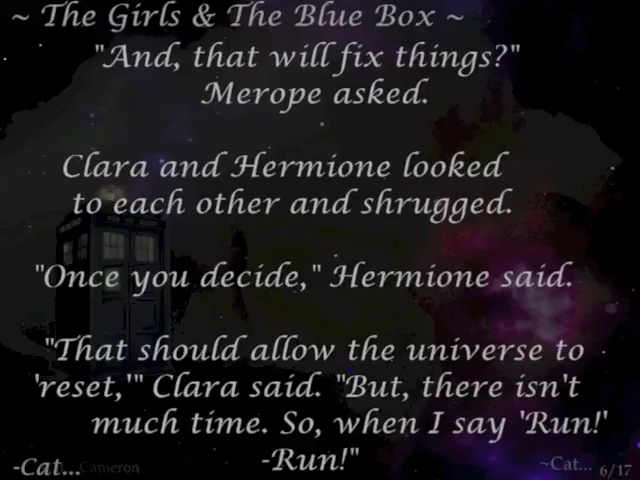 ~ The Girls & The Blue Box ~
"And, that will fix things?"
Merope asked.
Clara and Hermione looked
to each other and shrugged.
"Once you decide," Hermione said.
"That should allow the universe to
'reset,'" Clara said. "But, there isn't
much time. So, when I say 'Run!'
-Run!"
-Cat... Cameron
~Cat... 6/17